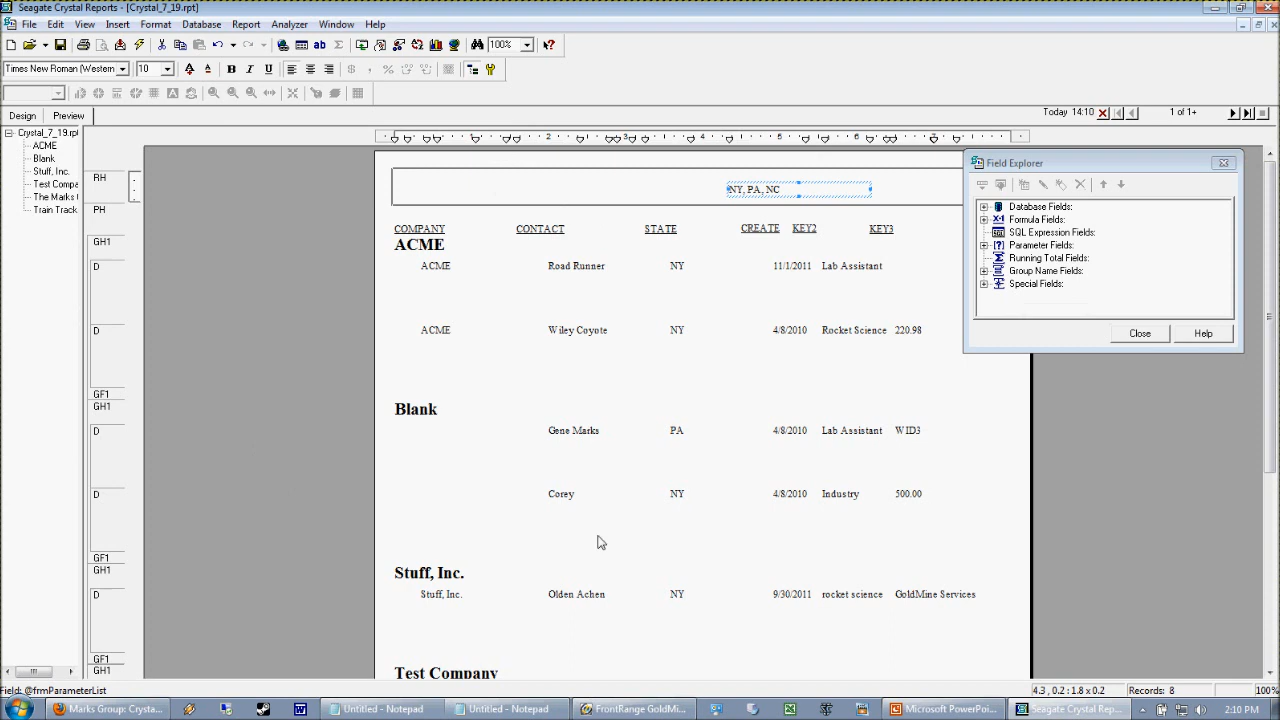 Seagate Crystal Reports - [Crystal_7_19.rpt]
File Edit View Insert Format Database Report Analyzer Window Help
100%
Times New Roman (Western 10 B I U $ , %
Design Preview Today 14:10 1 of 1+
Crystal_7_19.rpt
ACME
Blank
Stuff, Inc.
Test Compa
The Marks
Train Track
1 2 3 4 5 6 7
RH
PH
GH1
D
D
GF1
GH1
D
D
GF1
GH1
D
GF1
GH1
NY, PA, NC
COMPANY CONTACT STATE CREATE KEY2 KEY3
ACME
ACME Road Runner NY 11/1/2011 Lab Assistant
ACME Wiley Coyote NY 4/8/2010 Rocket Science 220.98
Blank
Gene Marks PA 4/8/2010 Lab Assistant WID3
Corey NY 4/8/2010 Industry 500.00
Stuff, Inc.
Stuff, Inc. Olden Achen NY 9/30/2011 rocket science GoldMine Services
Test Company
Field Explorer
Database Fields:
Formula Fields:
SQL Expression Fields:
Parameter Fields:
Running Total Fields:
Group Name Fields:
Special Fields:
Close Help
Field: @frmParameterList 4.3 , 0.2 : 1.8 x 0.2 Records: 8 100%
Marks Group: Crysta... Untitled - Notepad Untitled - Notepad FrontRange GoldMi... Microsoft PowerPoi... Seagate Crystal Rep... 2:10 PM